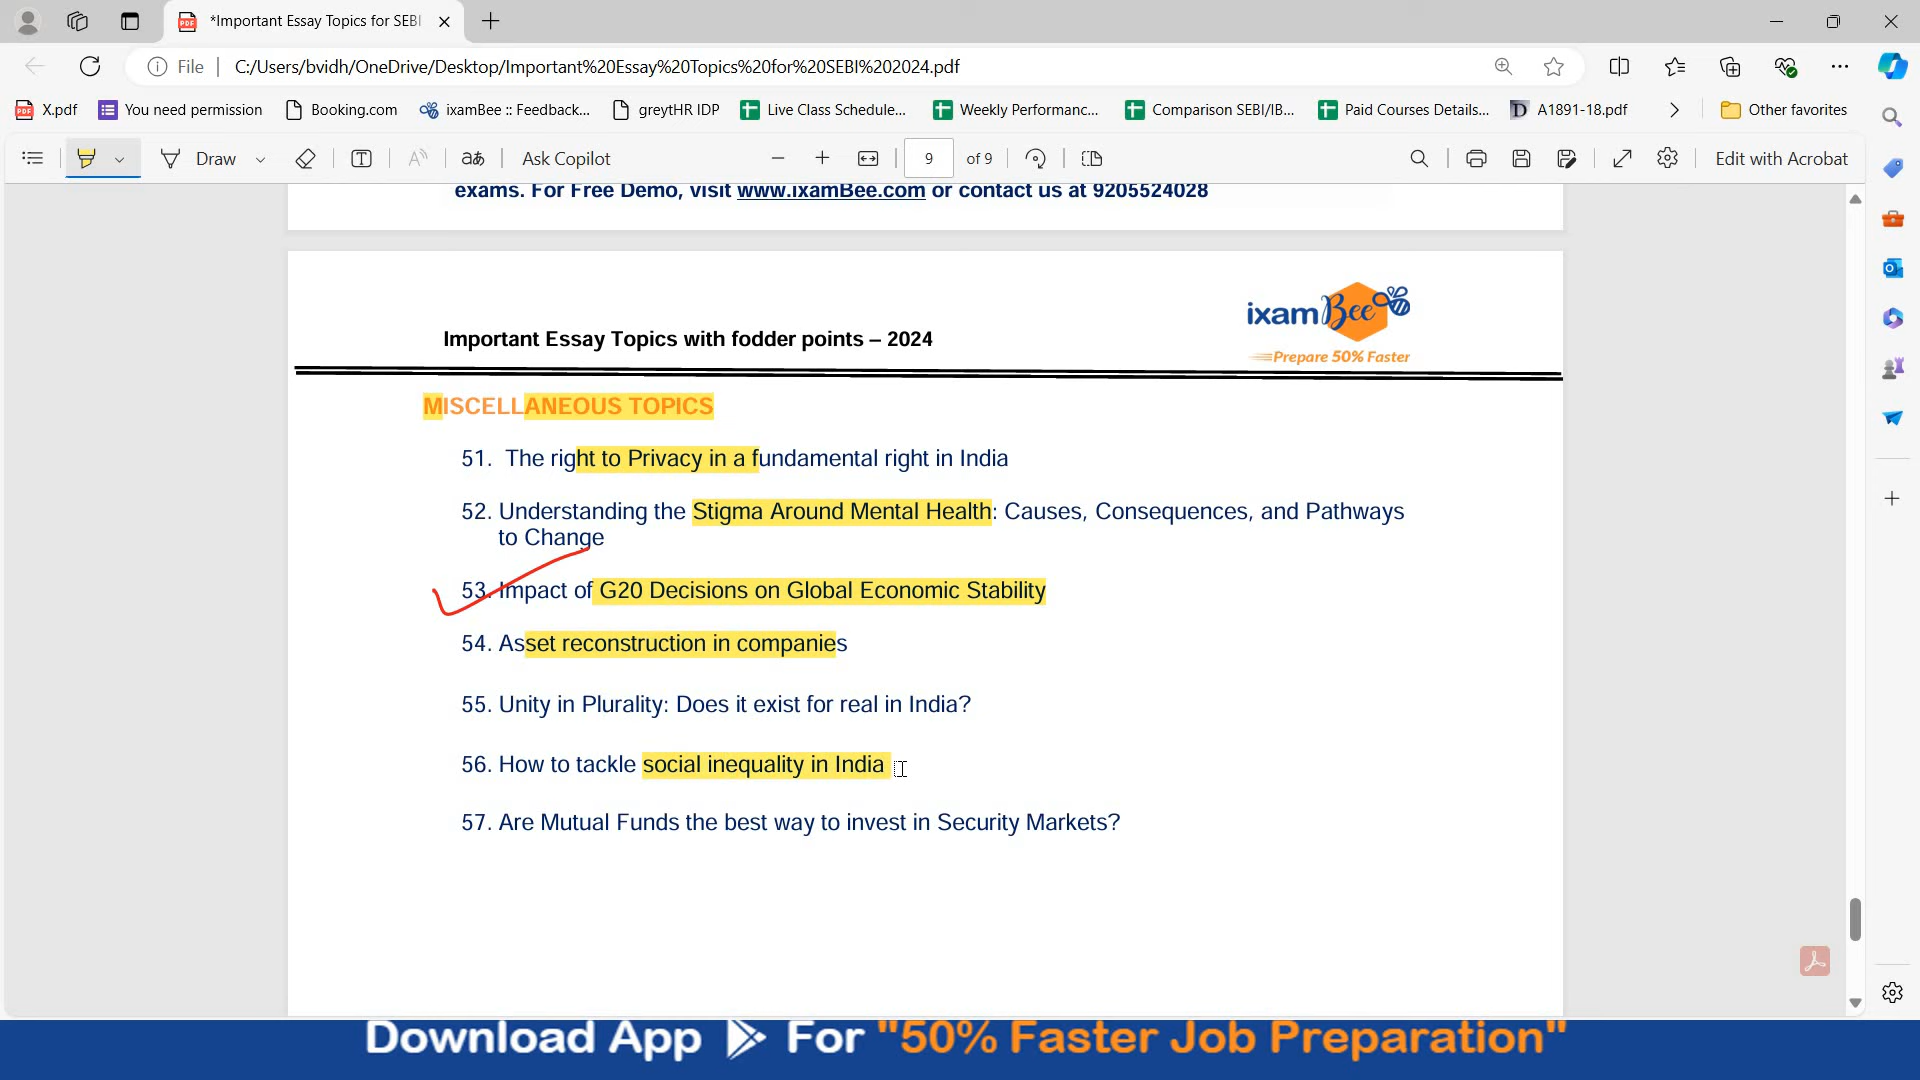 *Important Essay Topics for SEBI
File C:/Users/bvidh/OneDrive/Desktop/Important%20Essay%20Topics%20for%20SEBI%202024.pdf
X.pdf You need permission Booking.com ixamBee :: Feedback... greytHR IDP Live Class Schedule... Weekly Performanc... Comparison SEBI/IB... Paid Courses Details... A1891-18.pdf Other favorites
Draw Ask Copilot 9 of 9 Edit with Acrobat
exams. For Free Demo, visit www.ixamBee.com or contact us at 9205524028
ixamBee
Important Essay Topics with fodder points – 2024
Prepare 50% Faster
MISCELLANEOUS TOPICS
51. The right to Privacy in a fundamental right in India
52. Understanding the Stigma Around Mental Health: Causes, Consequences, and Pathways
to Change
53. Impact of G20 Decisions on Global Economic Stability
54. Asset reconstruction in companies
55. Unity in Plurality: Does it exist for real in India?
56. How to tackle social inequality in India
57. Are Mutual Funds the best way to invest in Security Markets?
Download App For "50% Faster Job Preparation"